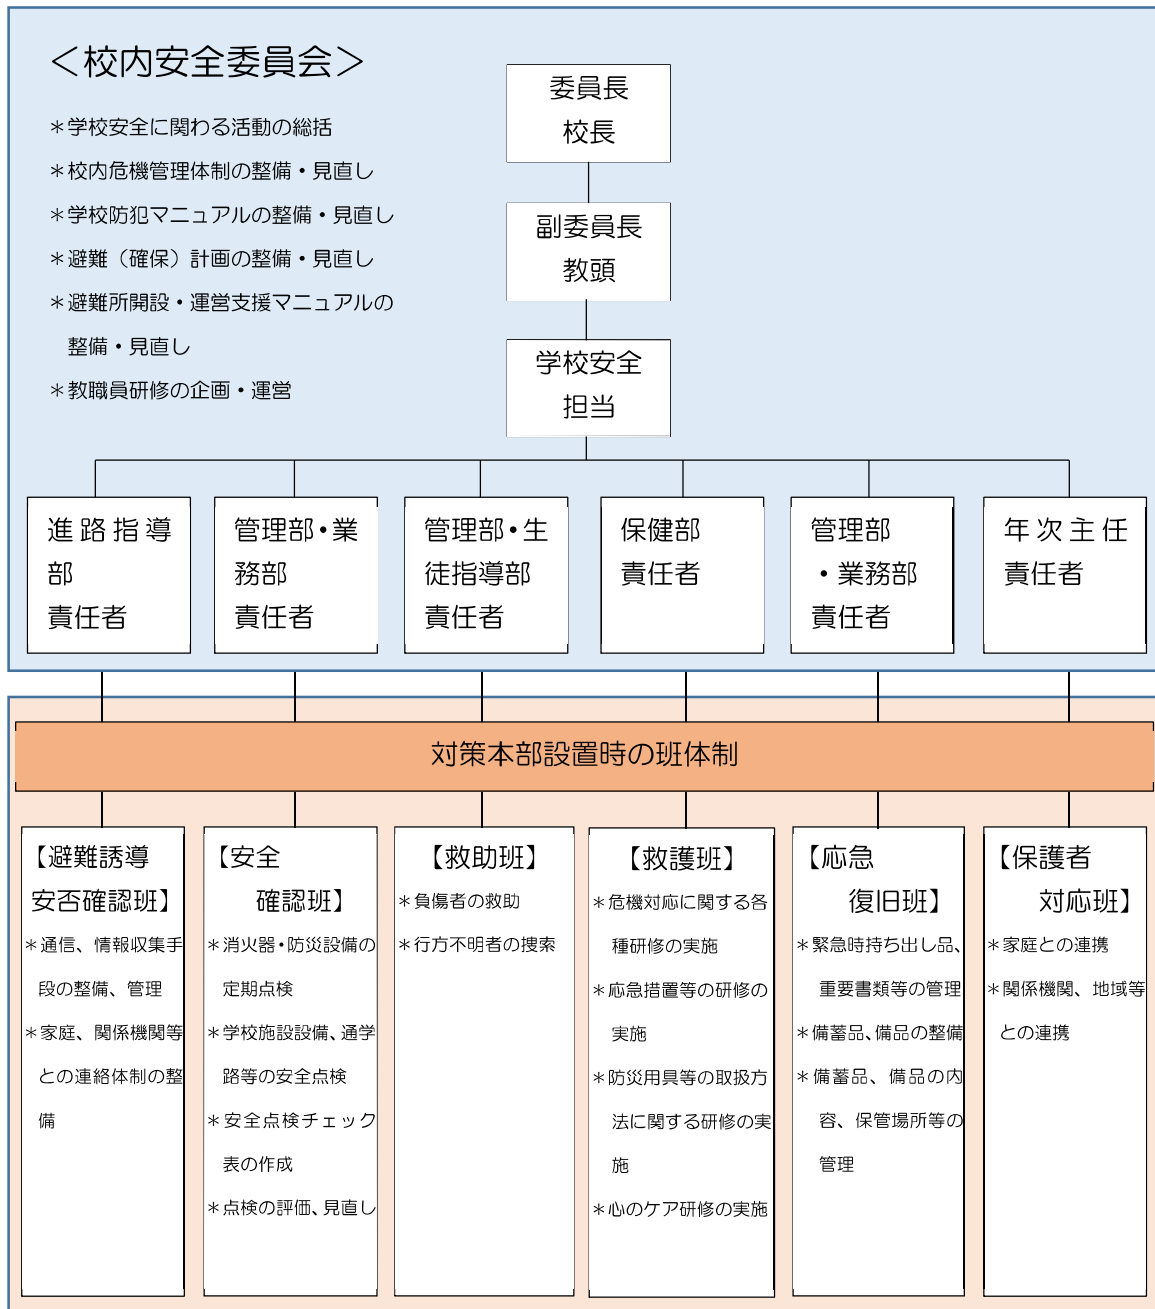 ＜校内安全委員会＞
＊学校安全に関わる活動の総括
＊校内危機管理体制の整備・見直し
＊学校防犯マニュアルの整備・見直し
＊避難（確保）計画の整備・見直し
＊避難所開設・運営支援マニュアルの
整備・見直し
＊教職員研修の企画・運営
委員長
校長
副委員長
教頭
学校安全
担当
進路指導
部
責任者
管理部・業
務部
責任者
管理部・生
徒指導部
責任者
保健部
責任者
管理部
・業務部
責任者
年次主任
責任者
対策本部設置時の班体制
【避難誘導
安否確認班】
＊通信、情報収集手
段の整備、管理
＊家庭、関係機関等
との連絡体制の整
備
【安全
確認班】
＊消火器・防災設備の
定期点検
＊学校施設設備、通学
路等の安全点検
＊安全点検チェック
表の作成
＊点検の評価、見直し
【救助班】
＊負傷者の救助
＊行方不明者の捜索
【救護班】
＊危機対応に関する各
種研修の実施
＊応急措置等の研修の
実施
＊防災用具等の取扱方
法に関する研修の実
施
＊心のケア研修の実施
【応急
復旧班】
＊緊急時持ち出し品、
重要書類等の管理
＊備蓄品、備品の整備
＊備蓄品、備品の内
容、保管場所等の
管理
【保護者
対応班】
＊家庭との連携
＊関係機関、地域等
との連携